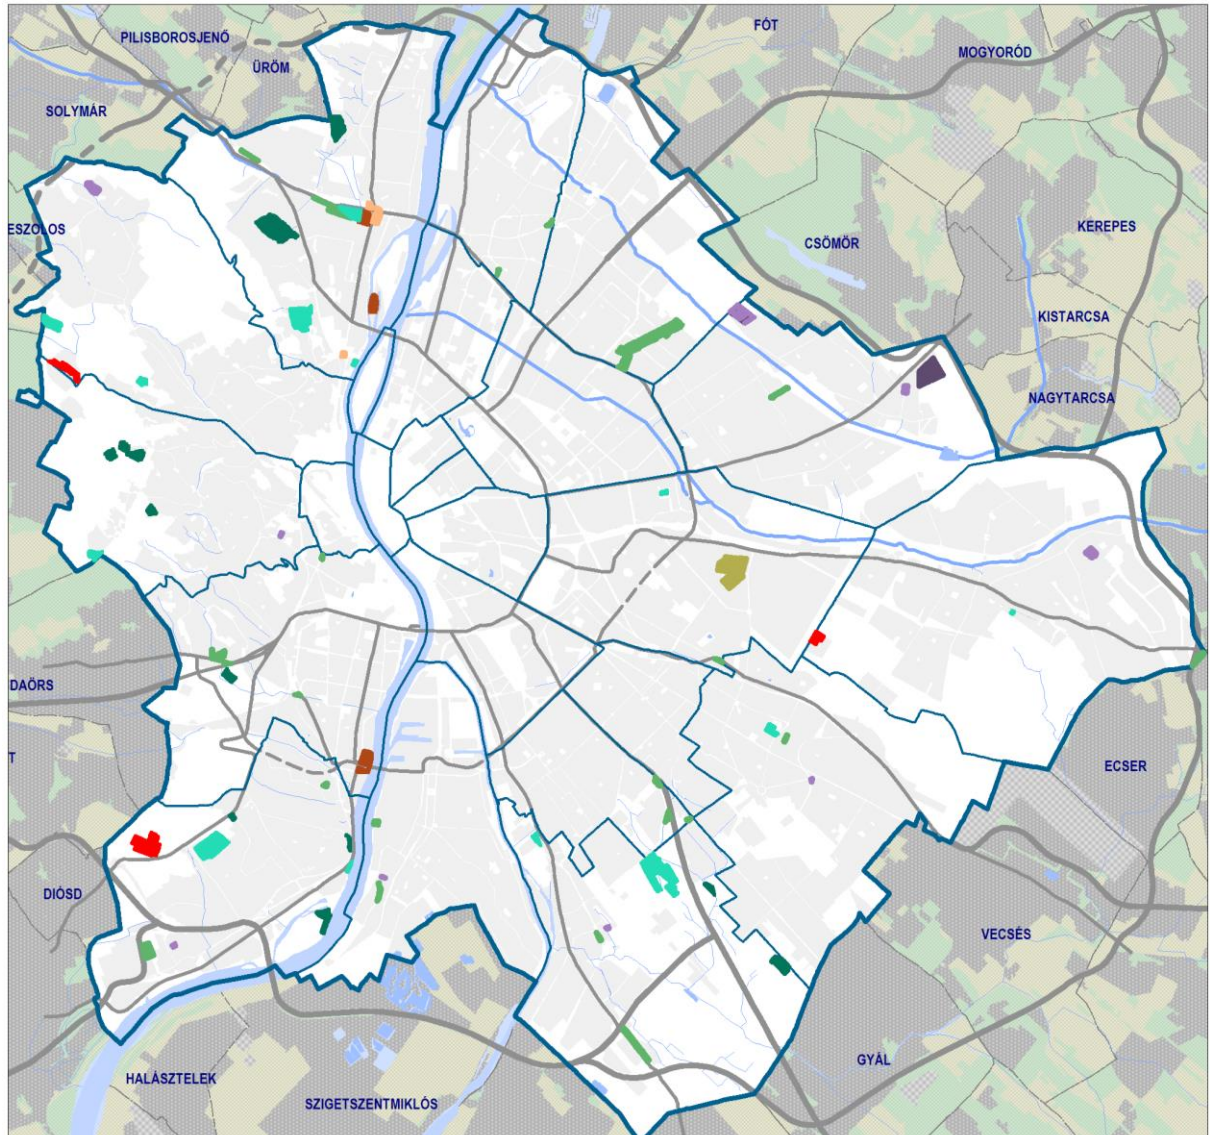 FÓT
PILISBOROSJENŐ
MOGYORÓD
ÜRÖM
SOLYMÁR
KEREPES
ESZOLOS
CSÖMÖR
KISTARCSA
NAGYTARCSA
DAÖRS
T
ECSER
DIÓSD
VECSÉS
GYÁL
HALÁSZTELEK
SZIGETSZENTMIKLÓS